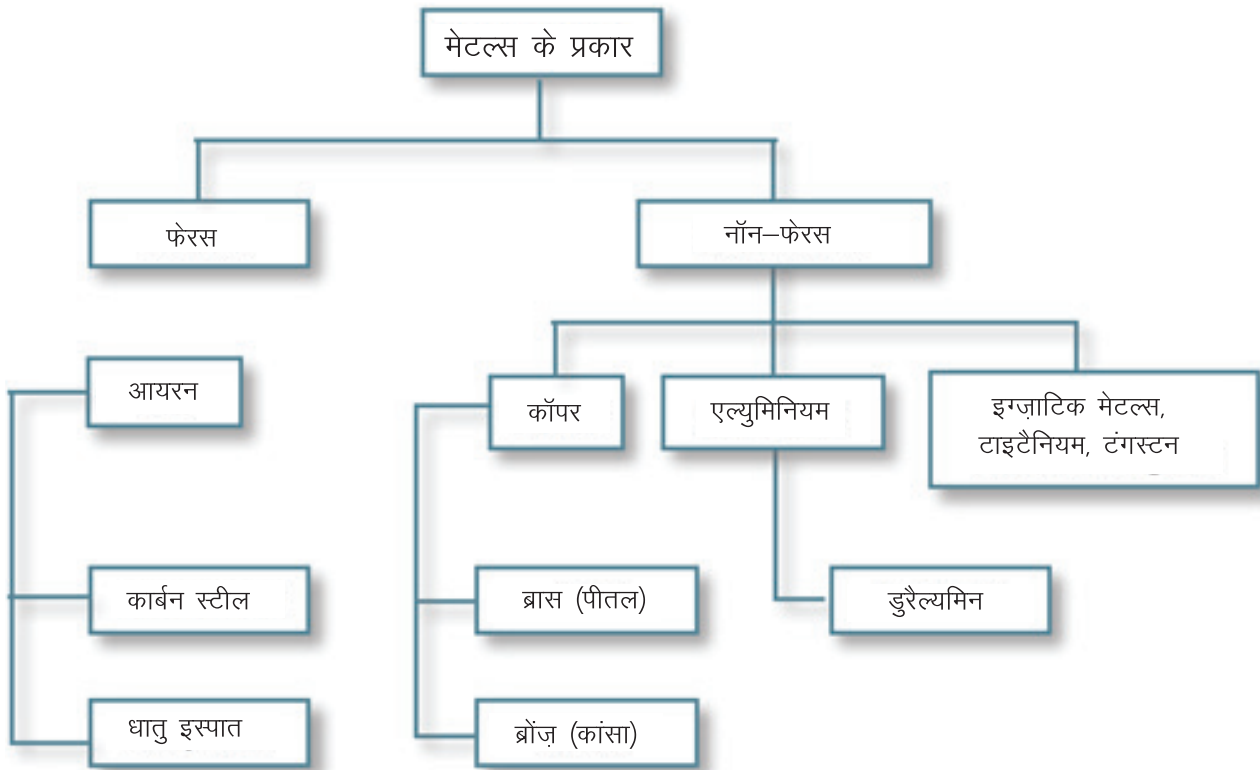 मेटल्स के प्रकार
फेरस
नॉन–फेरस
आयरन
कॉपर
एल्युमिनियम
इग्ज़ाटिक मेटल्स,
टाइटैनियम, टंगस्टन
कार्बन स्टील
ब्रास (पीतल)
डुरैल्यमिन
धातु इस्पात
ब्रोंज़ (कांसा)